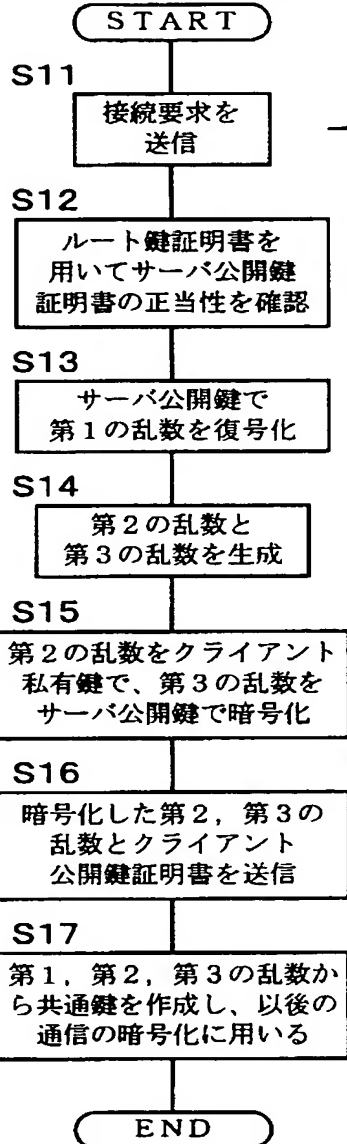 START
S11
接続要求を
送信
S12
ルート鍵証明書を
用いてサーバ公開鍵
証明書の正当性を確認
S13
サーバ公開鍵で
第1の乱数を復号化
S14
第2の乱数と
第3の乱数を生成
S15
第2の乱数をクライアント
私有鍵で、第3の乱数を
サーバ公開鍵で暗号化
S16
暗号化した第2，第3の
乱数とクライアント
公開鍵証明書を送信
S17
第1，第2，第3の乱数か
ら共通鍵を作成し、以後の
通信の暗号化に用いる
END